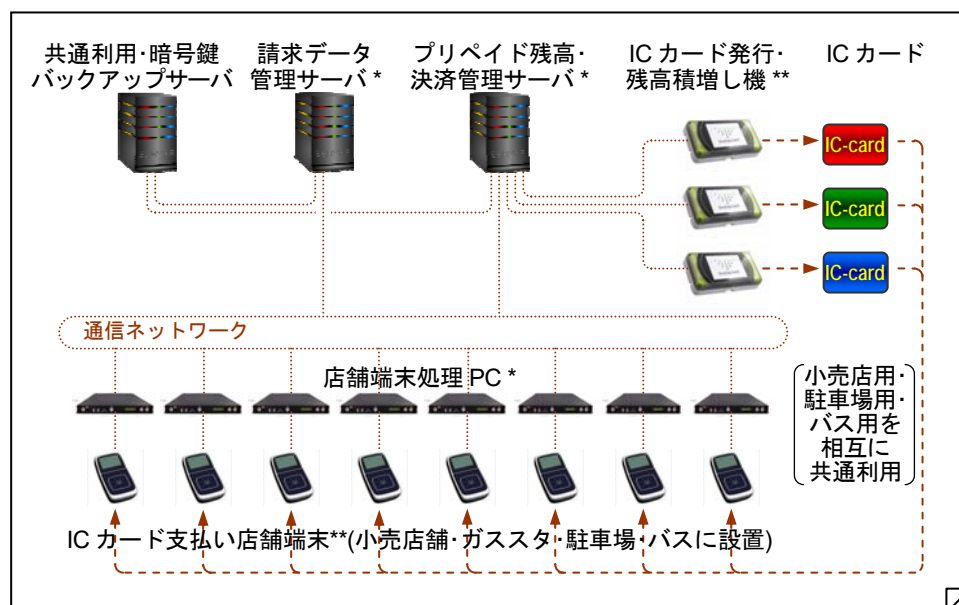 共通利用･暗号鍵
バックアップサーバ
請求データ
管理サーバ *
プリペイド残高･
決済管理サーバ *
IC カード発行･
残高積増し機 **
IC カード
IC-card
IC-card
IC-card
通信ネットワーク
店舗端末処理 PC *
小売店用･
駐車場用･
バス用を
相互に
共通利用
IC カード支払い店舗端末**(小売店舗･ガススタ･駐車場･バスに設置)